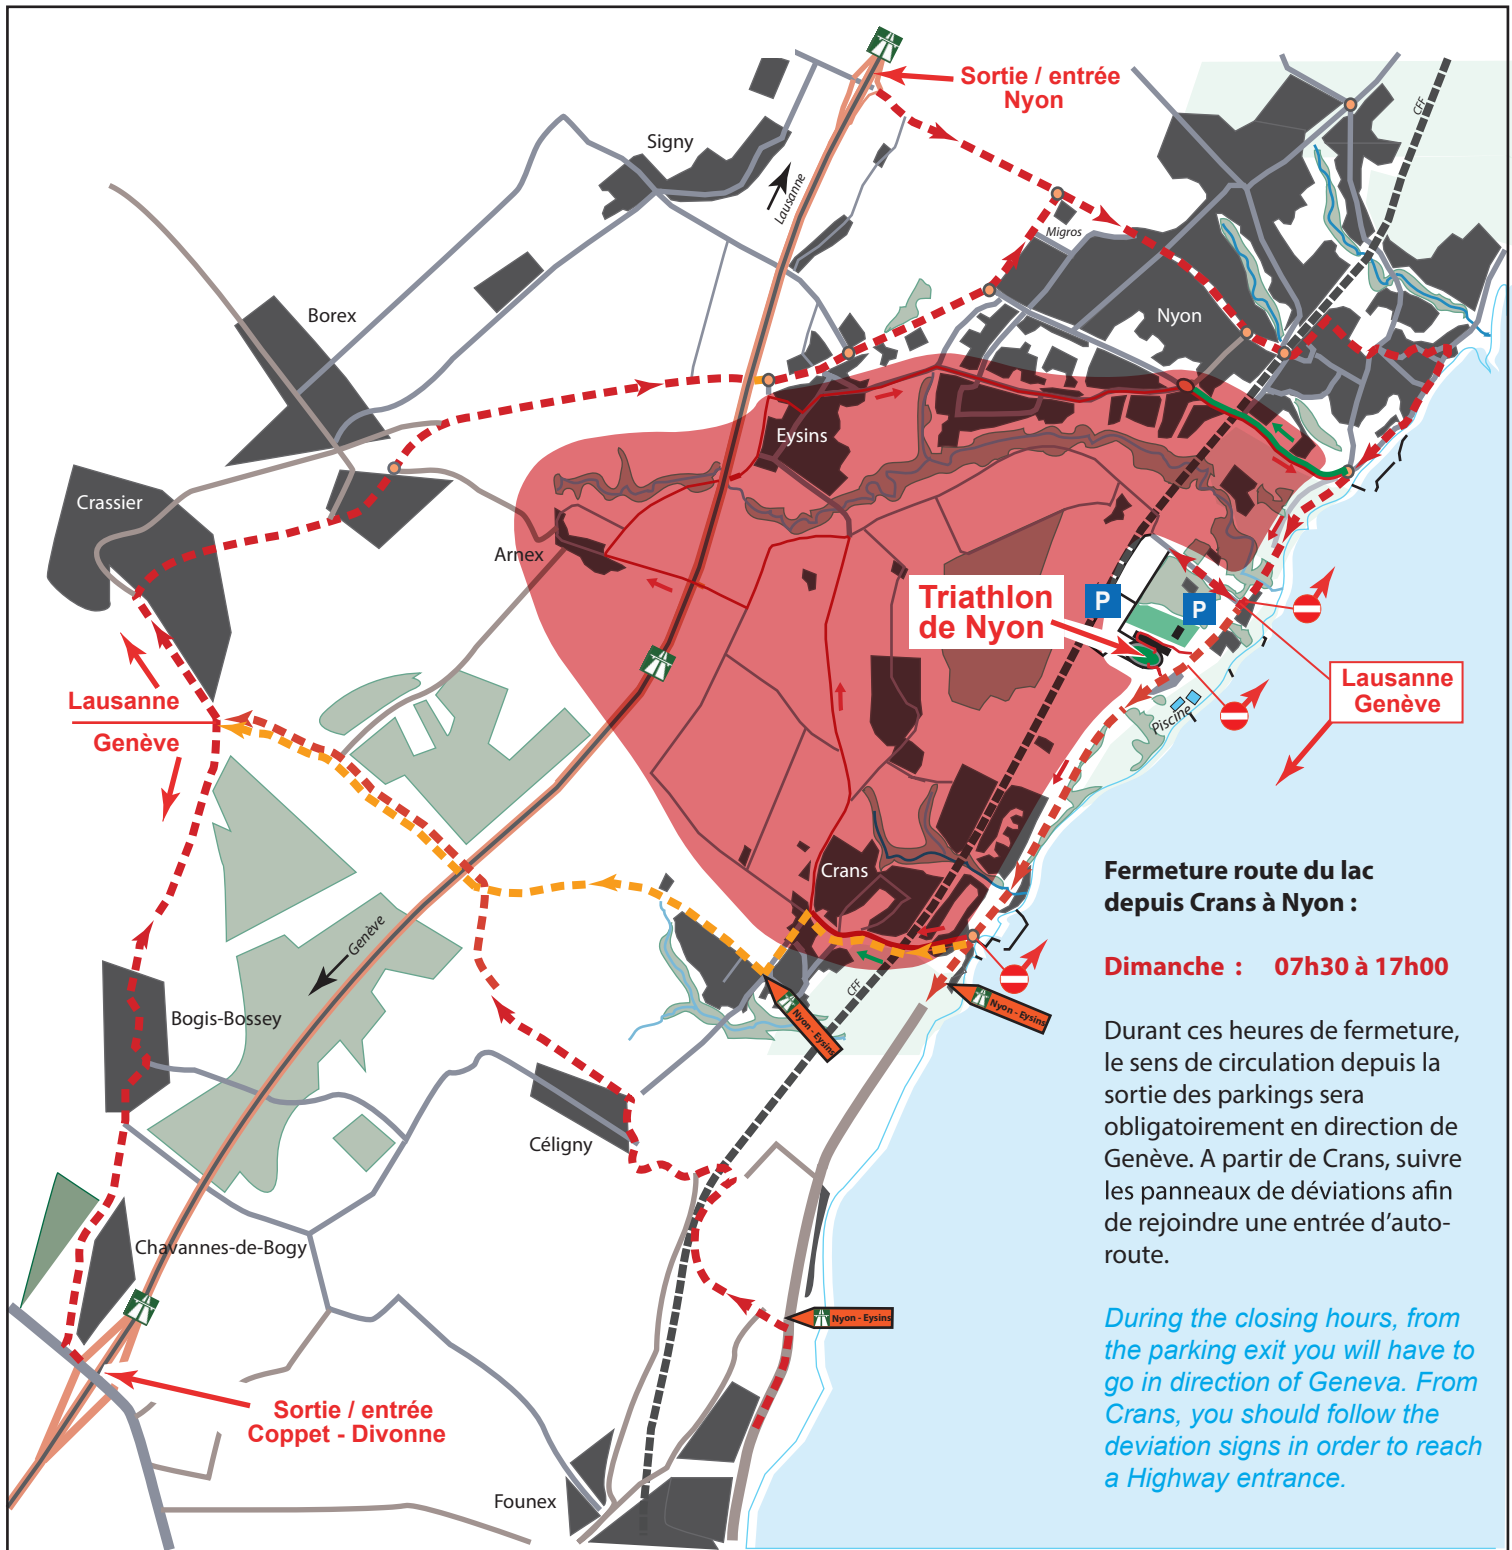 Sortie / entrée
Nyon
CFF
Signy
Lausanne
Migros
Borex
Nyon
Eysins
Crassier
Arnex
Triathlon
de Nyon
P
P
Lausanne
Genève
Lausanne
Genève
Piscine
Crans
Fermeture route du lac
depuis Crans à Nyon :
Dimanche : 07h30 à 17h00
Durant ces heures de fermeture,
le sens de circulation depuis la
sortie des parkings sera
obligatoirement en direction de
Genève. A partir de Crans, suivre
les panneaux de déviations afin
de rejoindre une entrée d'auto-
route.
During the closing hours, from
the parking exit you will have to
go in direction of Geneva. From
Crans, you should follow the
deviation signs in order to reach
a Highway entrance.
Genève
CFF
Nyon - Eysins
Nyon - Eysins
Bogis-Bossey
Céligny
Chavannes-de-Bogy
Nyon - Eysins
Sortie / entrée
Coppet - Divonne
Founex